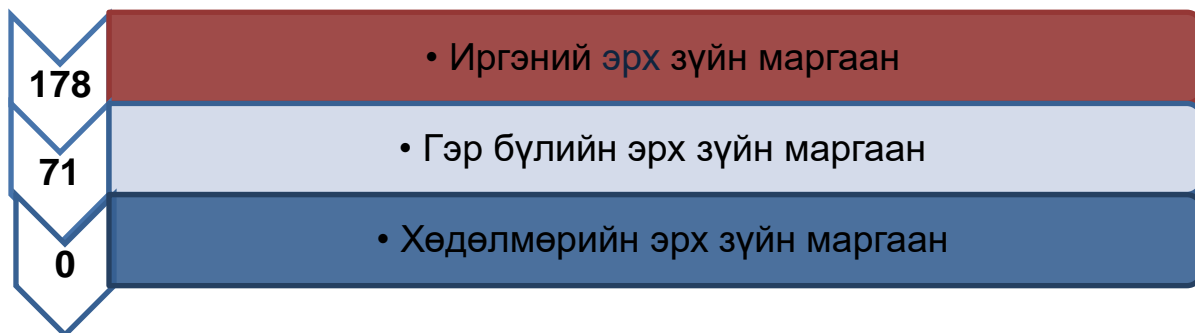 178
• Иргэний эрх зүйн маргаан
71
• Гэр бүлийн эрх зүйн маргаан
0
• Хөдөлмөрийн эрх зүйн маргаан